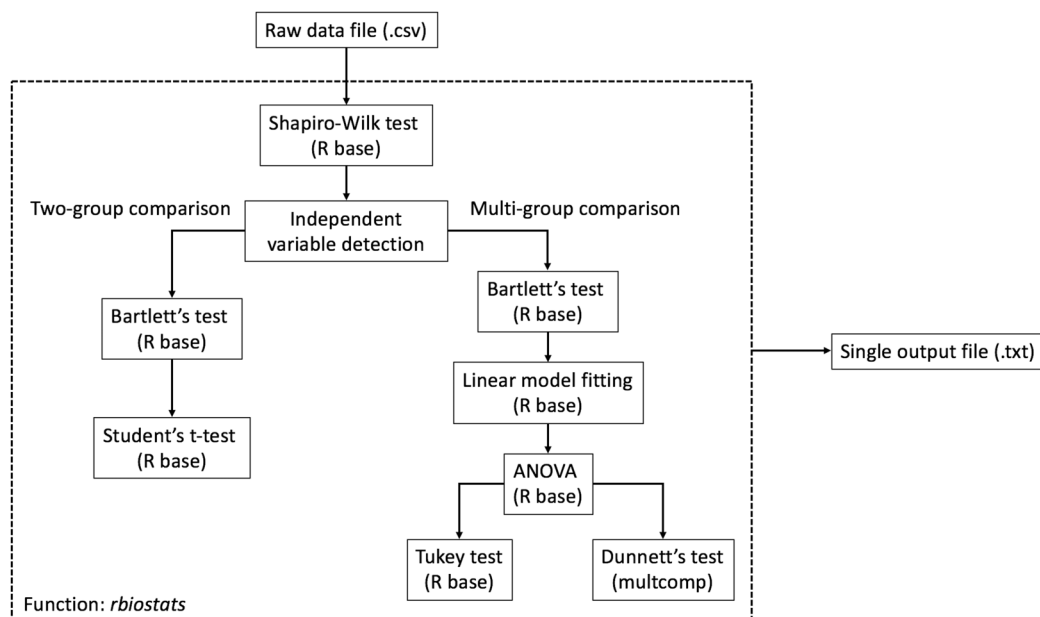 Raw data file (.csv)
Shapiro-Wilk test
(R base)
Two-group comparison
Multi-group comparison
Independent
variable detection
Bartlett's test
(R base)
Bartlett's test
(R base)
Single output file (.txt)
Linear model fitting
(R base)
Student's t-test
(R base)
ANOVA
(R base)
Tukey test
(R base)
Dunnett's test
(multcomp)
Function: rbiostats